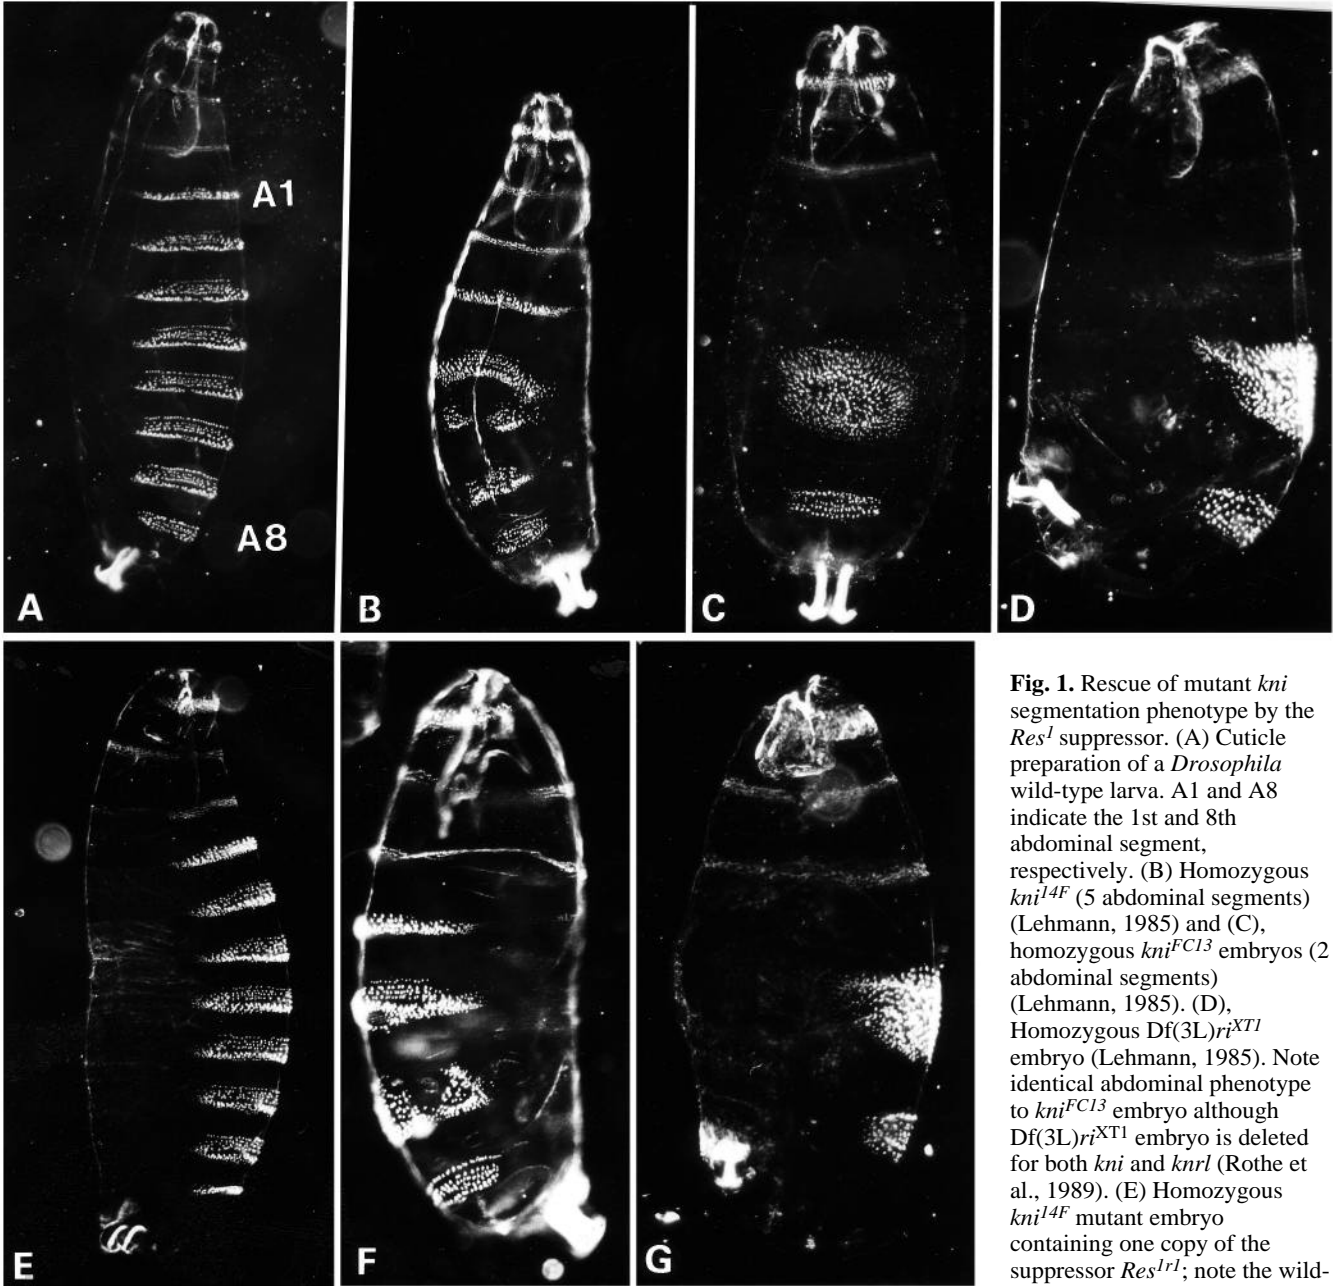 A1
A8
A
B
C
D
E
F
G
Fig. 1. Rescue of mutant kni
segmentation phenotype by the
Res1 suppressor. (A) Cuticle
preparation of a Drosophila
wild-type larva. A1 and A8
indicate the 1st and 8th
abdominal segment,
respectively. (B) Homozygous
kni14F (5 abdominal segments)
(Lehmann, 1985) and (C),
homozygous kniFC13 embryos (2
abdominal segments)
(Lehmann, 1985). (D),
Homozygous Df(3L)riXT1
embryo (Lehmann, 1985). Note
identical abdominal phenotype
to kniFC13 embryo although
Df(3L)riXT1 embryo is deleted
for both kni and knrl (Rothe et
al., 1989). (E) Homozygous
kni14F mutant embryo
containing one copy of the
suppressor Res1r1; note the wild-